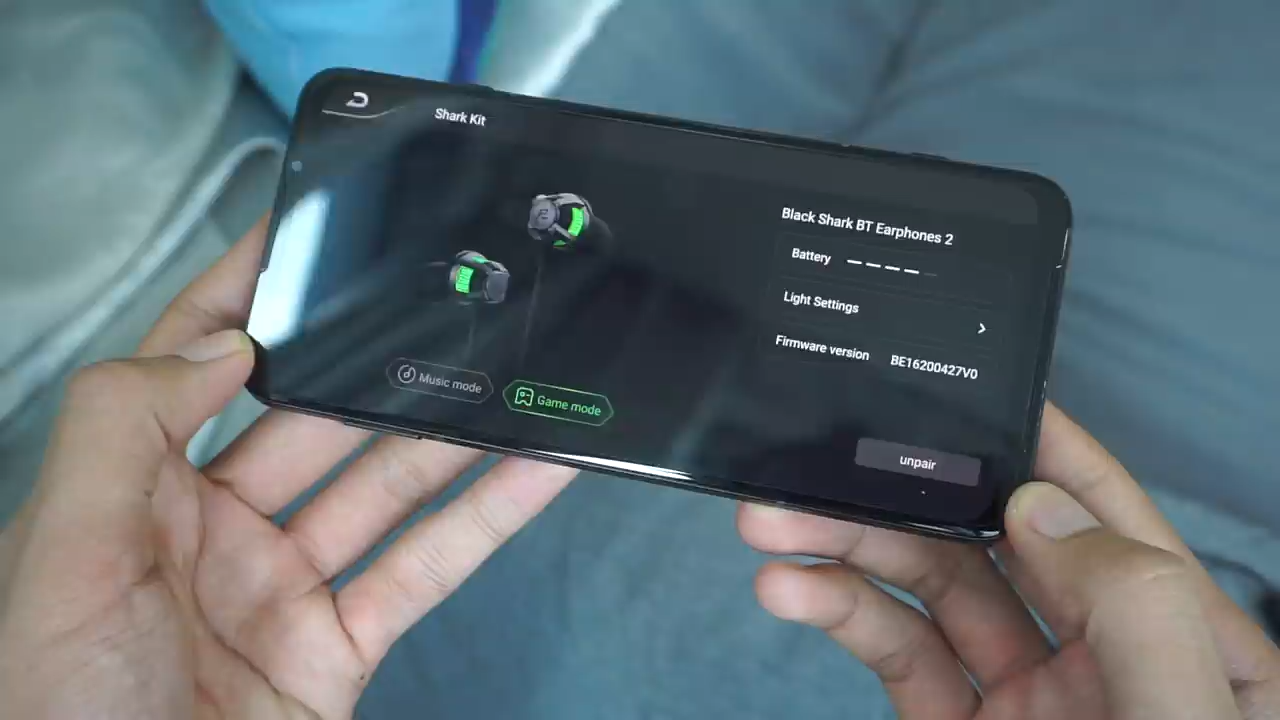 Shark Kit
Black Shark BT Earphones 2
Battery
Light Settings
Firmware version BE16200427V0
Music mode
Game mode
unpair